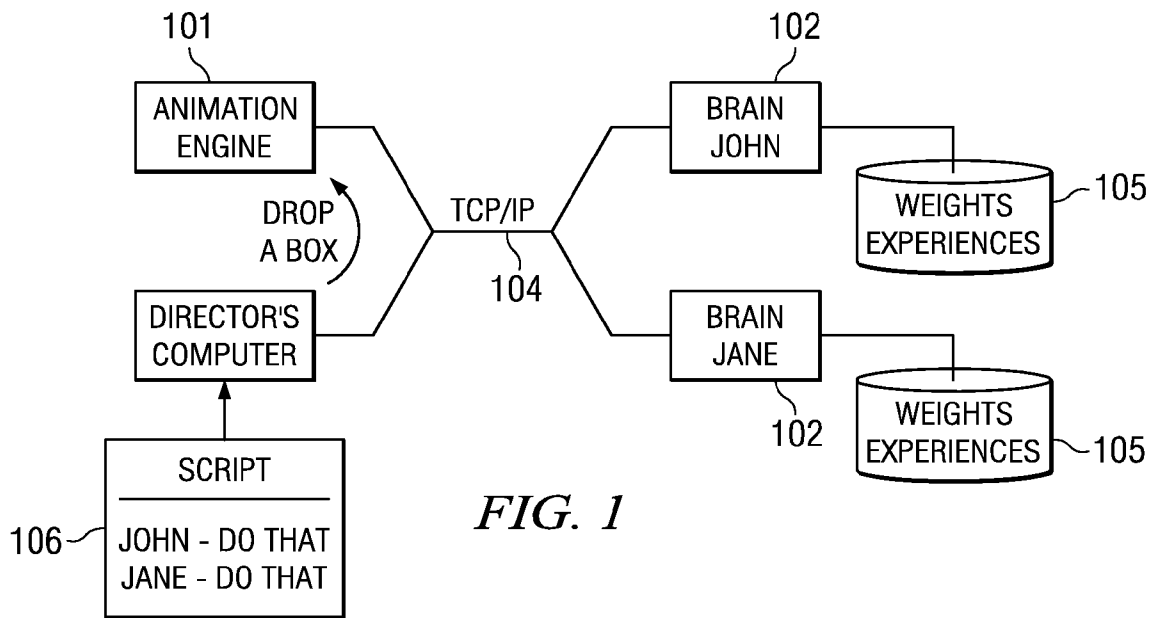 101
ANIMATION
ENGINE
DROP
A BOX
DIRECTOR'S
COMPUTER
TCP/IP
104
102
BRAIN
JOHN
WEIGHTS
EXPERIENCES
105
BRAIN
JANE
102
WEIGHTS
EXPERIENCES
105
SCRIPT
JOHN - DO THAT
JANE - DO THAT
106
FIG. 1